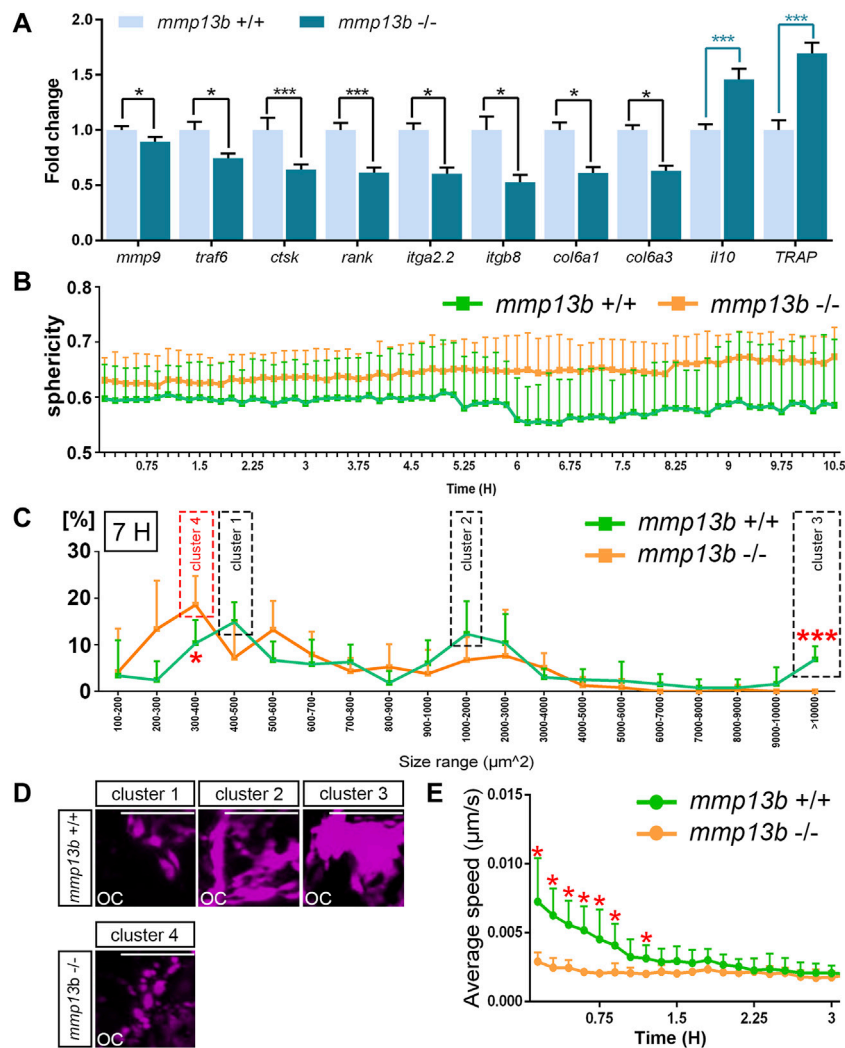 A
mmp13b +/+ mmp13b -/-
Fold change
2.0
1.5
1.0
0.5
0.0
* * *** *** * * * * *** ***
mmp9 traf6 ctsk rank itga2.2 itgb8 col6a1 col6a3 il10 TRAP
B
mmp13b +/+ mmp13b -/-
sphericity
0.8
0.7
0.6
0.5
0.75 1.5 2.25 3 3.75 4.5 5.25 6 6.75 7.5 8.25 9 9.75 10.5
Time (H)
C
[%]
7 H
cluster 4
cluster 1
cluster 2
cluster 3
mmp13b +/+
mmp13b -/-
30
20
10
0
*
***
100-200 200-300 300-400 400-500 500-600 600-700 700-800 800-900 900-1000 1000-2000 2000-3000 3000-4000 4000-5000 5000-6000 6000-7000 7000-8000 8000-9000 9000-10000 >10000
Size range (µm^2)
D
cluster 1 cluster 2 cluster 3
mmp13b +/+
OC OC OC
cluster 4
mmp13b -/-
OC
E
mmp13b +/+
mmp13b -/-
Average speed (µm/s)
0.015
0.010
0.005
0.000
* * * * * * *
0.75 1.5 2.25 3
Time (H)